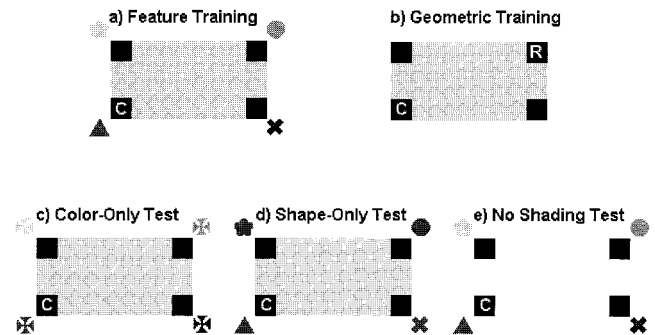 a) Feature Training
b) Geometric Training
R
C
C
c) Color-Only Test
d) Shape-Only Test
e) No Shading Test
C
C
C